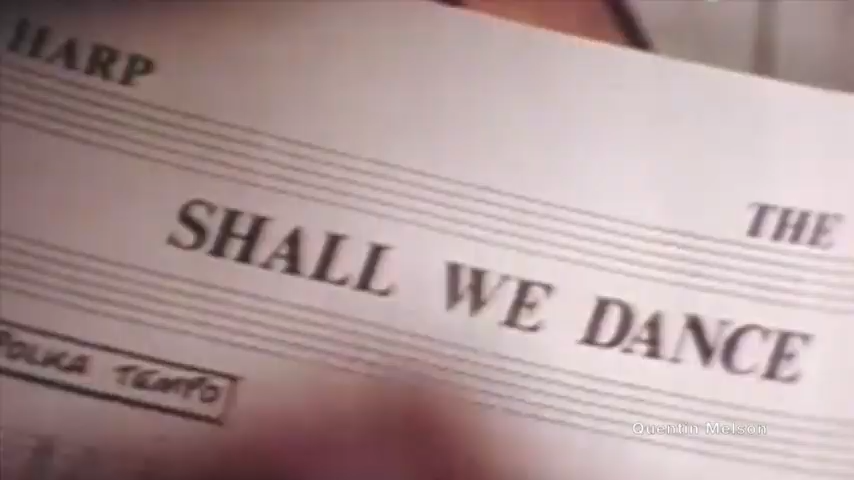 HARP
THE
SHALL WE DANCE
POLKA TEMPO
Quentin Melson